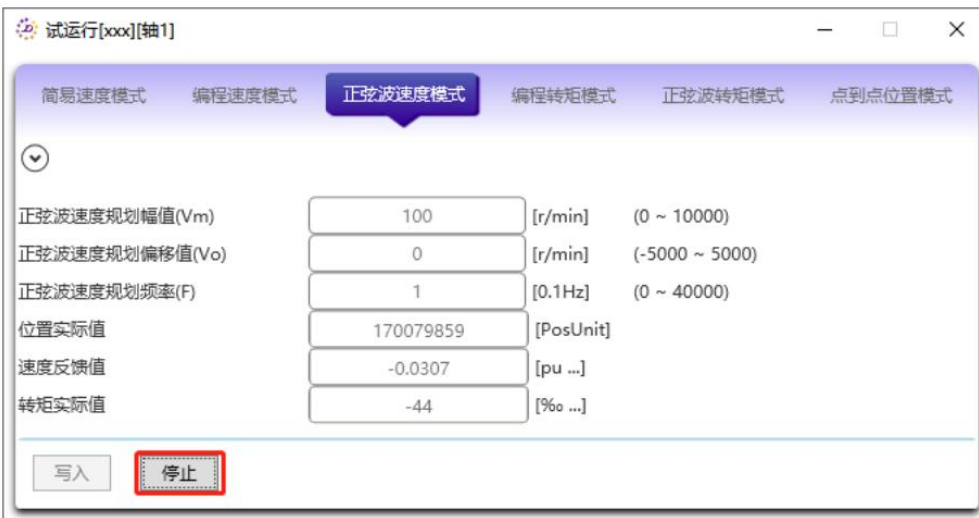 试运行[xxx][轴1]
简易速度模式 编程速度模式 正弦波速度模式 编程转矩模式 正弦波转矩模式 点到点位置模式
正弦波速度规划幅值(Vm) 100 [r/min] (0 ~ 10000)
正弦波速度规划偏移值(Vo) 0 [r/min] (-5000 ~ 5000)
正弦波速度规划频率(F) 1 [0.1Hz] (0 ~ 40000)
位置实际值 170079859 [PosUnit]
速度反馈值 -0.0307 [pu ...]
转矩实际值 -44 [‰ ...]
写入 停止